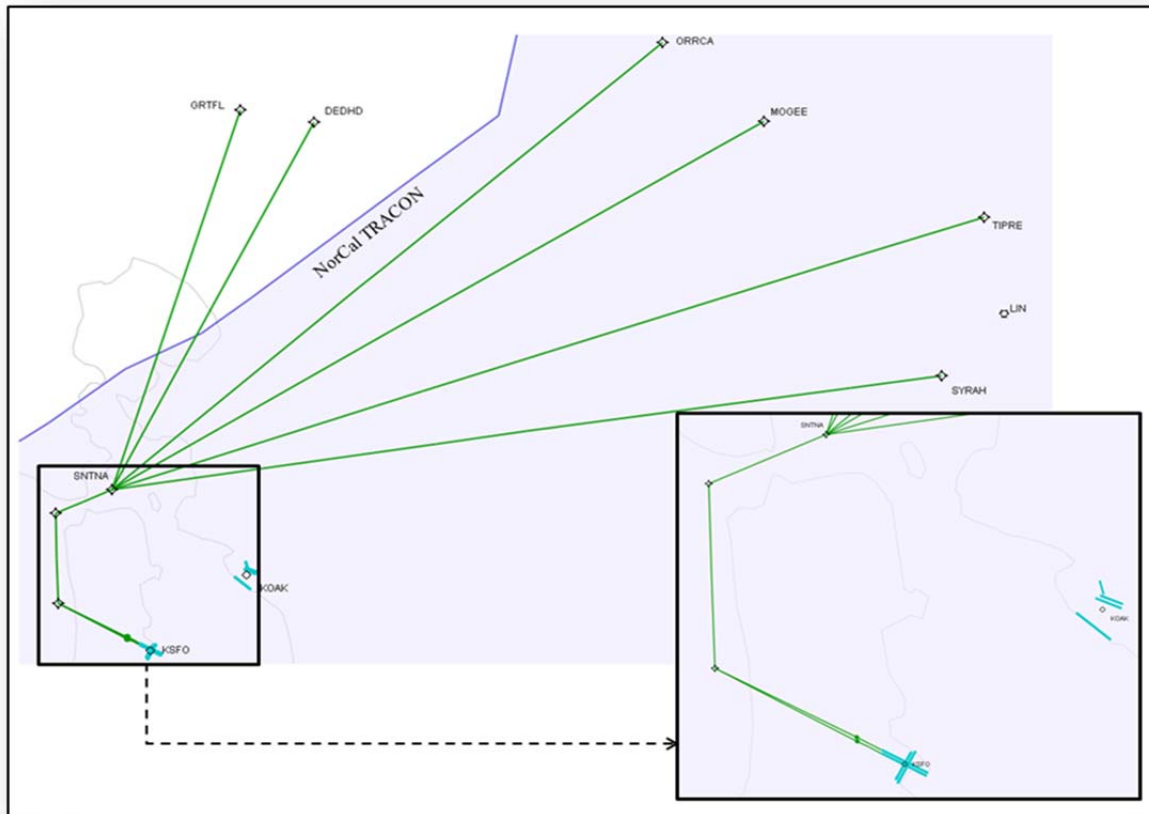 ORRCA
GRTFL
DEDHD
MOGEE
NorCal TRACON
TIPRE
LIN
SYRAH
SNTNA
KOAK
KSFO
SNTNA
KOAK
KSFO